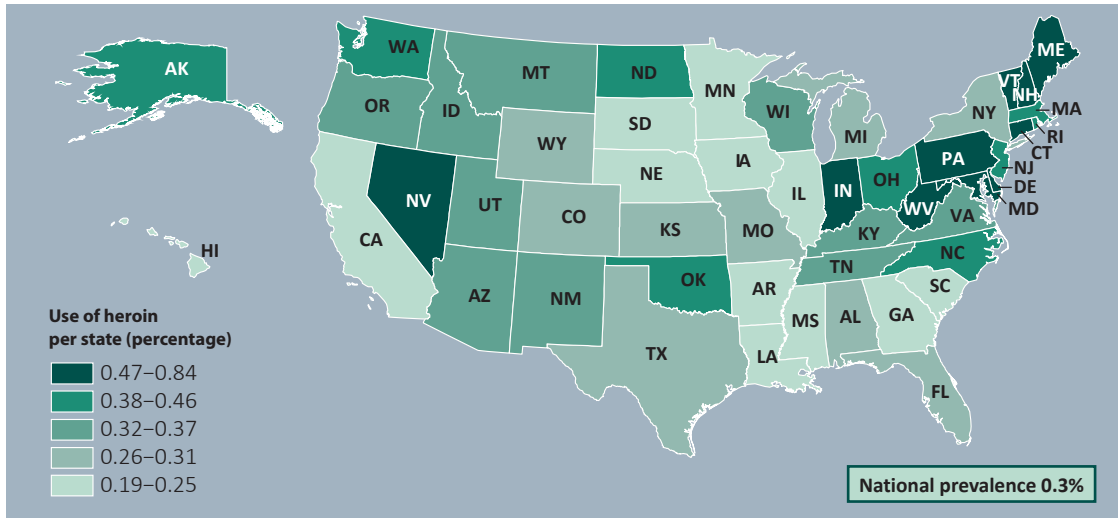 ME
WA
AK
VT
MT
ND
NH
MN
OR
MA
NY
ID
WI
SD
RI
MI
WY
CT
PA
IA
NJ
NE
OH
DE
IL
IN
NV
MD
UT
WV
CO
VA
CA
KS
MO
KY
HI
NC
TN
OK
SC
AZ
NM
AR
GA
MS
AL
TX
LA
FL
Use of heroin
per state (percentage)
0.47–0.84
0.38–0.46
0.32–0.37
0.26–0.31
0.19–0.25
National prevalence 0.3%